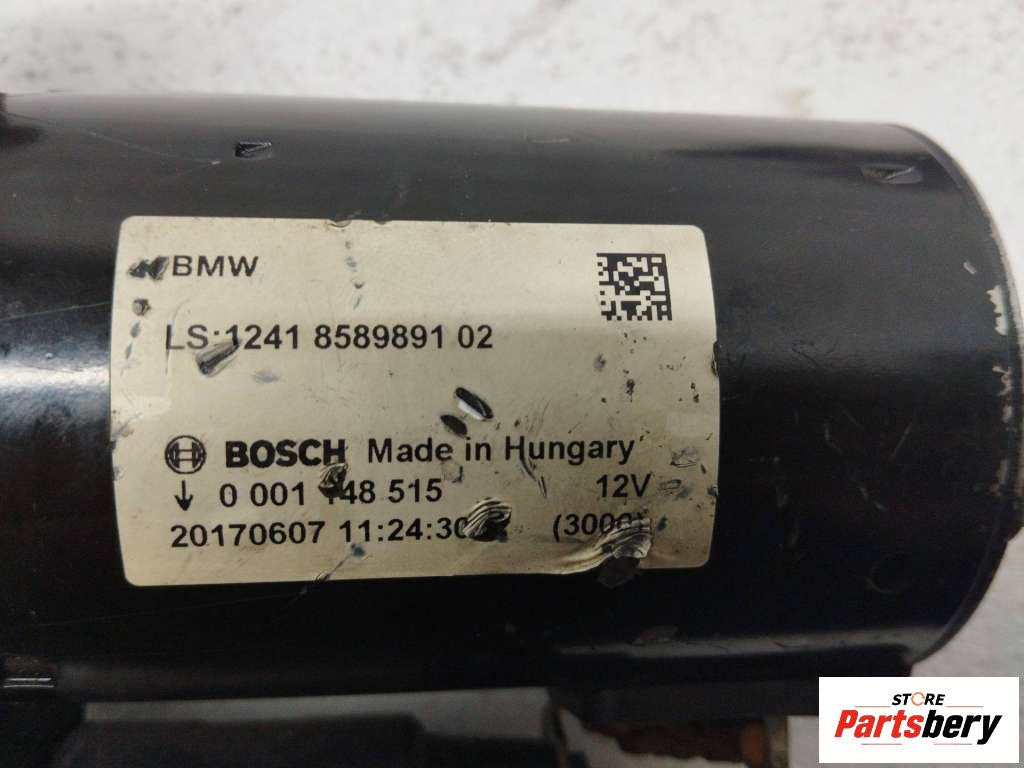 BMW
LS:1241 8589891 02
BOSCH Made in Hungary
0 001 148 515 12V
20170607 11:24:30 (3000)
STORE
Partsbery